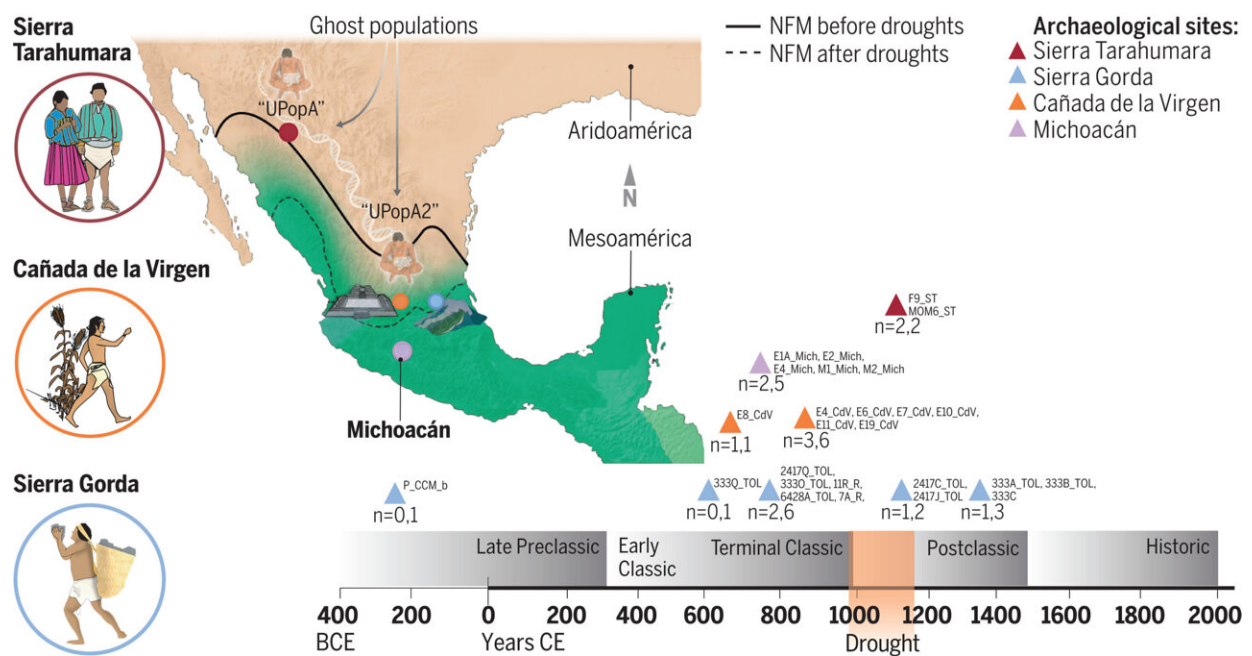 Sierra
Tarahumara
Ghost populations
NFM before droughts
NFM after droughts
Archaeological sites:
Sierra Tarahumara
Sierra Gorda
Cañada de la Virgen
Michoacán
“UPopA”
Aridoamérica
N
“UPopA2”
Mesoamérica
Cañada de la Virgen
Michoacán
F9_ST
MOM6_ST
n=2,2
E1A_Mich, E2_Mich,
E4_Mich, M1_Mich, M2_Mich
n=2,5
E8_CdV
n=1,1
E4_CdV, E6_CdV, E7_CdV, E10_CdV,
E11_CdV, E19_CdV
n=3,6
Sierra Gorda
P_CCM_b
n=0,1
333Q_TOL
n=0,1
2417Q_TOL,
333O_TOL, 11R_R,
6428A_TOL, 7A_R,
n=2,6
2417C_TOL,
2417J_TOL
n=1,2
333A_TOL, 333B_TOL,
333C
n=1,3
Late Preclassic
Early
Classic
Terminal Classic
Postclassic
Historic
400 200 0 200 400 600 800 1000 1200 1400 1600 1800 2000
BCE Years CE Drought